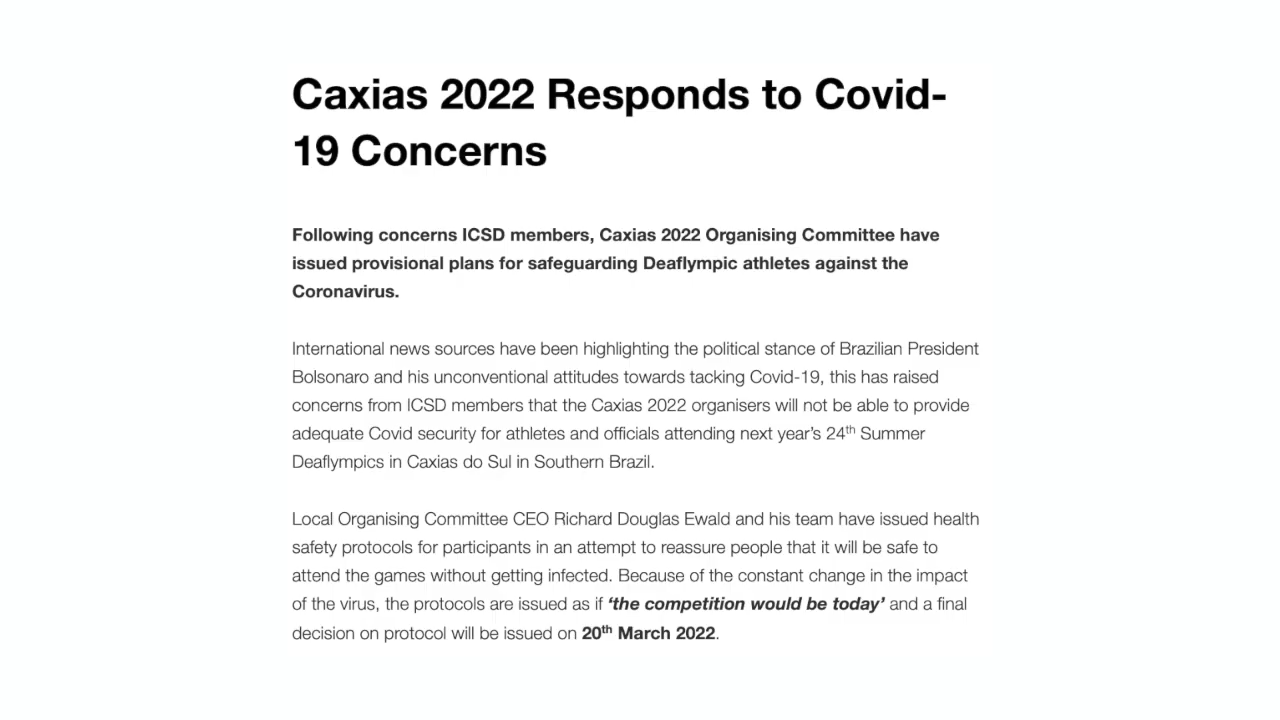 Caxias 2022 Responds to Covid-
19 Concerns
Following concerns ICSD members, Caxias 2022 Organising Committee have
issued provisional plans for safeguarding Deaflympic athletes against the
Coronavirus.
International news sources have been highlighting the political stance of Brazilian President
Bolsonaro and his unconventional attitudes towards tacking Covid-19, this has raised
concerns from ICSD members that the Caxias 2022 organisers will not be able to provide
adequate Covid security for athletes and officials attending next year’s 24th Summer
Deaflympics in Caxias do Sul in Southern Brazil.
Local Organising Committee CEO Richard Douglas Ewald and his team have issued health
safety protocols for participants in an attempt to reassure people that it will be safe to
attend the games without getting infected. Because of the constant change in the impact
of the virus, the protocols are issued as if ‘the competition would be today’ and a final
decision on protocol will be issued on 20th March 2022.